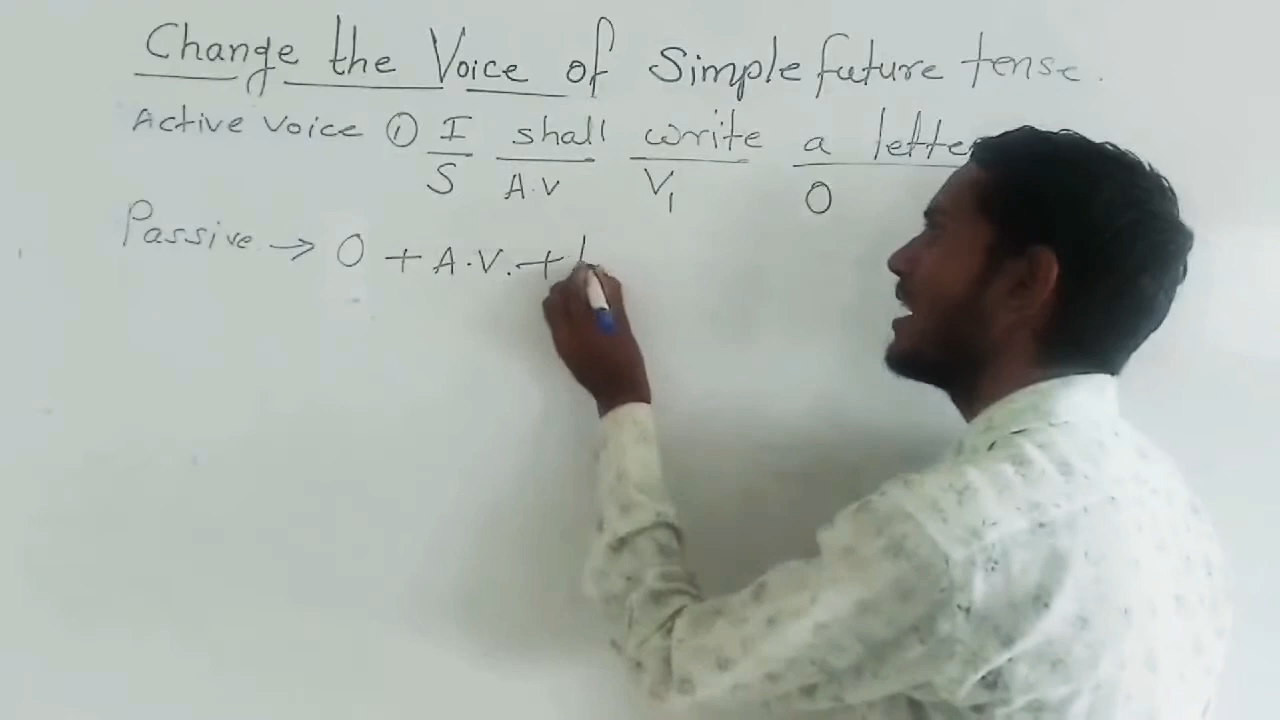 Change the Voice of Simple future tense.
Active Voice ① I shall write a lette
S A.V V₁ O
Passive → O + A.V. +